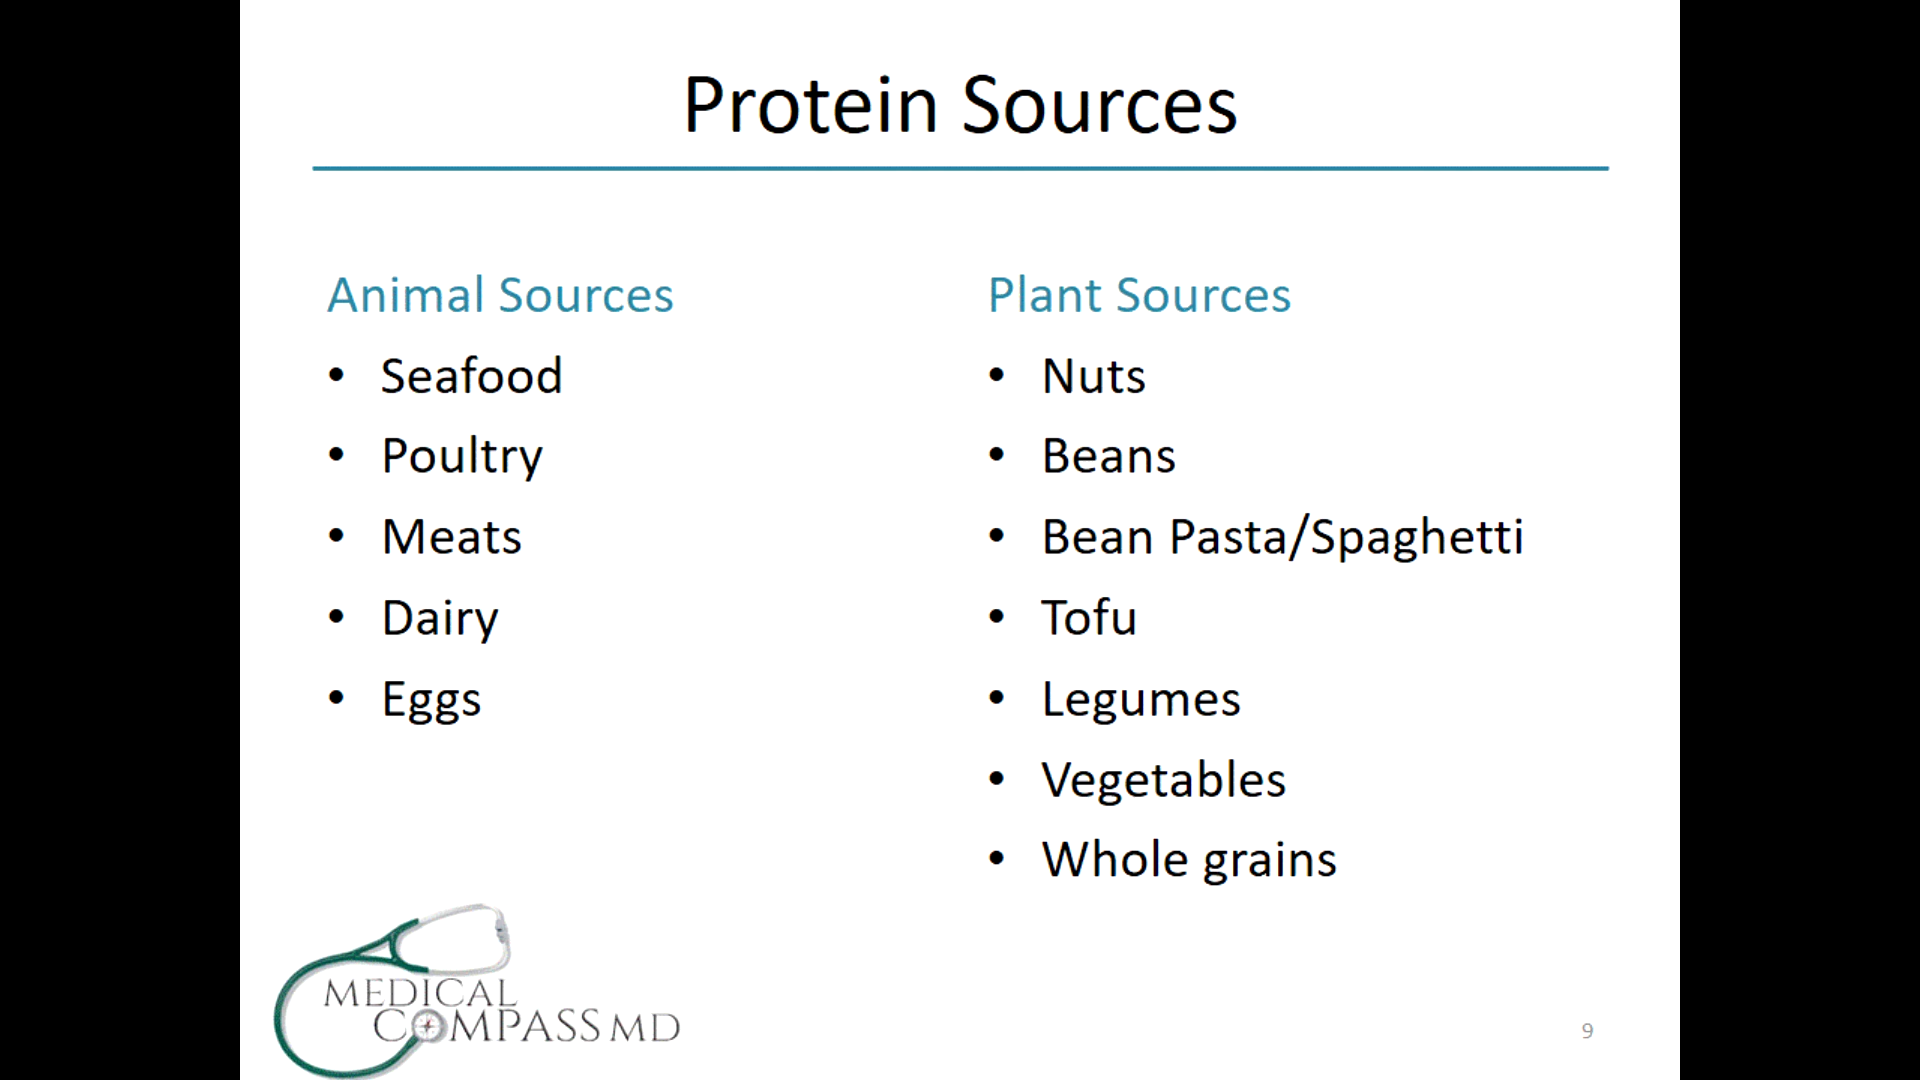 Protein Sources
Animal Sources
• Seafood
• Poultry
• Meats
• Dairy
• Eggs
Plant Sources
• Nuts
• Beans
• Bean Pasta/Spaghetti
• Tofu
• Legumes
• Vegetables
• Whole grains
MEDICAL
COMPASS MD
9